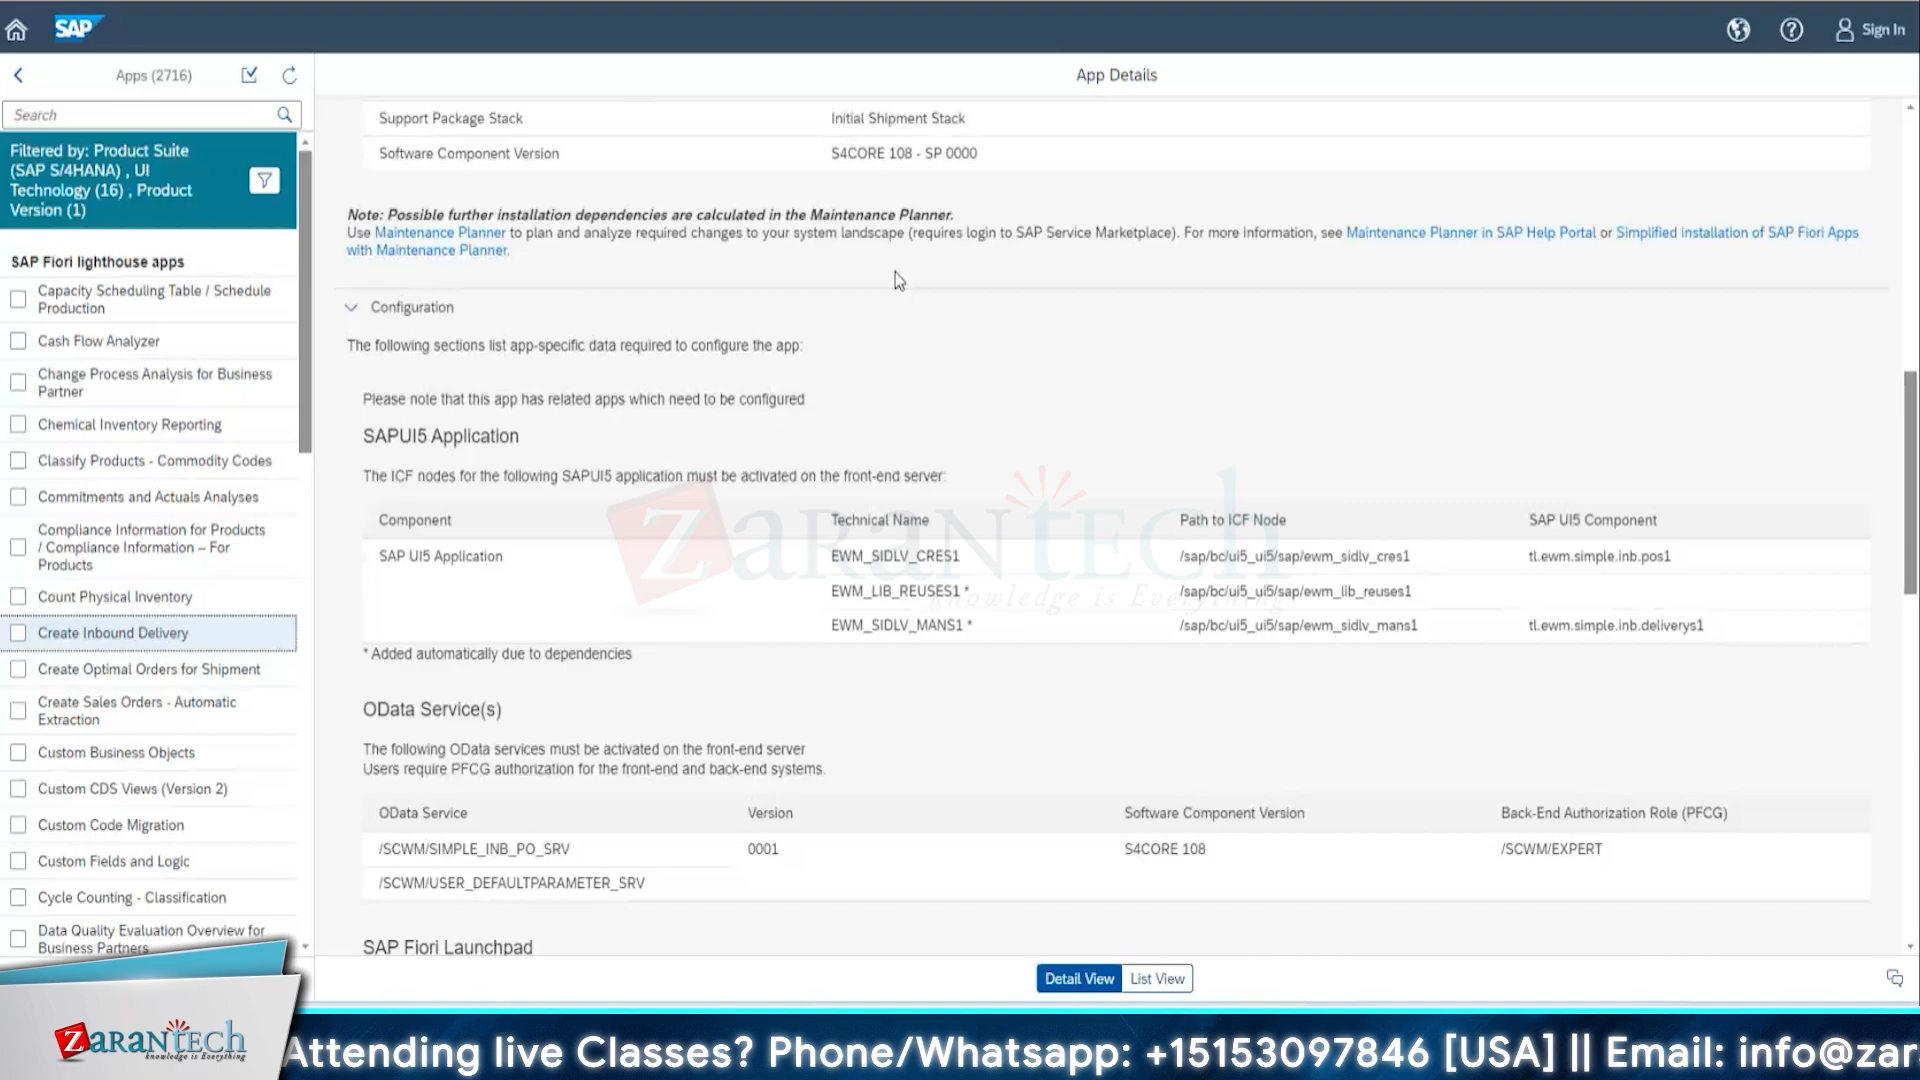 SAP
Sign In
Apps (2716)
App Details
Search
Filtered by: Product Suite
(SAP S/4HANA) , UI
Technology (16) , Product
Version (1)
SAP Fiori lighthouse apps
Capacity Scheduling Table / Schedule
Production
Cash Flow Analyzer
Change Process Analysis for Business
Partner
Chemical Inventory Reporting
Classify Products - Commodity Codes
Commitments and Actuals Analyses
Compliance Information for Products
/ Compliance Information – For
Products
Count Physical Inventory
Create Inbound Delivery
Create Optimal Orders for Shipment
Create Sales Orders - Automatic
Extraction
Custom Business Objects
Custom CDS Views (Version 2)
Custom Code Migration
Custom Fields and Logic
Cycle Counting - Classification
Data Quality Evaluation Overview for
Business Partners
Support Package Stack Initial Shipment Stack
Software Component Version S4CORE 108 - SP 0000
Note: Possible further installation dependencies are calculated in the Maintenance Planner.
Use Maintenance Planner to plan and analyze required changes to your system landscape (requires login to SAP Service Marketplace). For more information, see Maintenance Planner in SAP Help Portal or Simplified installation of SAP Fiori Apps
with Maintenance Planner.
Configuration
The following sections list app-specific data required to configure the app:
Please note that this app has related apps which need to be configured
SAPUI5 Application
The ICF nodes for the following SAPUI5 application must be activated on the front-end server:
Component Technical Name Path to ICF Node SAP UI5 Component
SAP UI5 Application EWM_SIDLV_CRES1 /sap/bc/ui5_ui5/sap/ewm_sidlv_cres1 tl.ewm.simple.inb.pos1
EWM_LIB_REUSES1 * /sap/bc/ui5_ui5/sap/ewm_lib_reuses1
EWM_SIDLV_MANS1 * /sap/bc/ui5_ui5/sap/ewm_sidlv_mans1 tl.ewm.simple.inb.deliverys1
* Added automatically due to dependencies
ZaranTech
knowledge is Everything
OData Service(s)
The following OData services must be activated on the front-end server
Users require PFCG authorization for the front-end and back-end systems.
OData Service Version Software Component Version Back-End Authorization Role (PFCG)
/SCWM/SIMPLE_INB_PO_SRV 0001 S4CORE 108 /SCWM/EXPERT
/SCWM/USER_DEFAULTPARAMETER_SRV
SAP Fiori Launchpad
Detail View List View
ZaranTech
knowledge is Everything
Attending live Classes? Phone/Whatsapp: +15153097846 [USA] || Email: info@zar